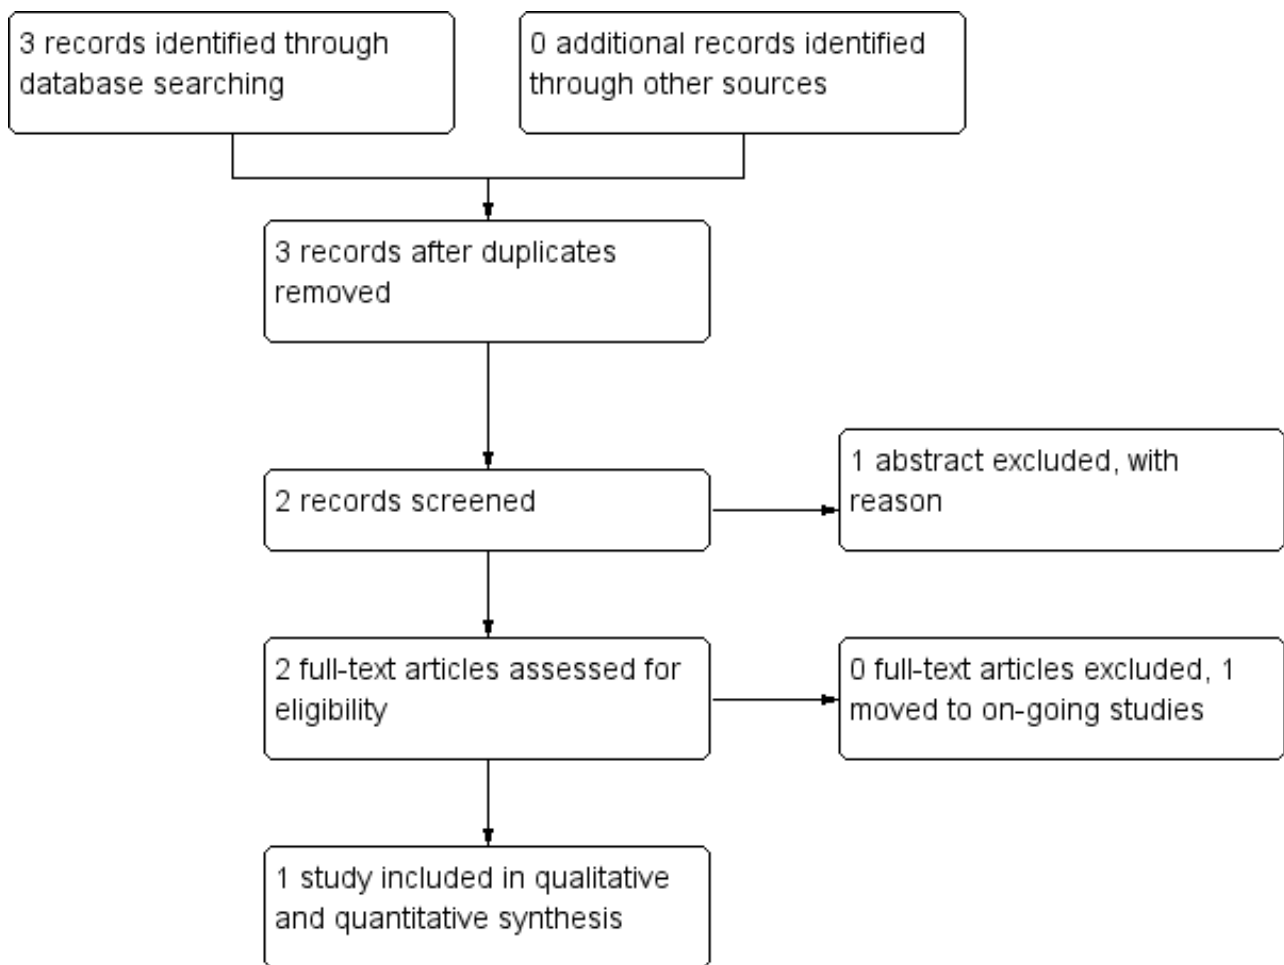 3 records identified through
database searching
0 additional records identified
through other sources
3 records after duplicates
removed
2 records screened
1 abstract excluded, with
reason
2 full-text articles assessed for
eligibility
0 full-text articles excluded, 1
moved to on-going studies
1 study included in qualitative
and quantitative synthesis